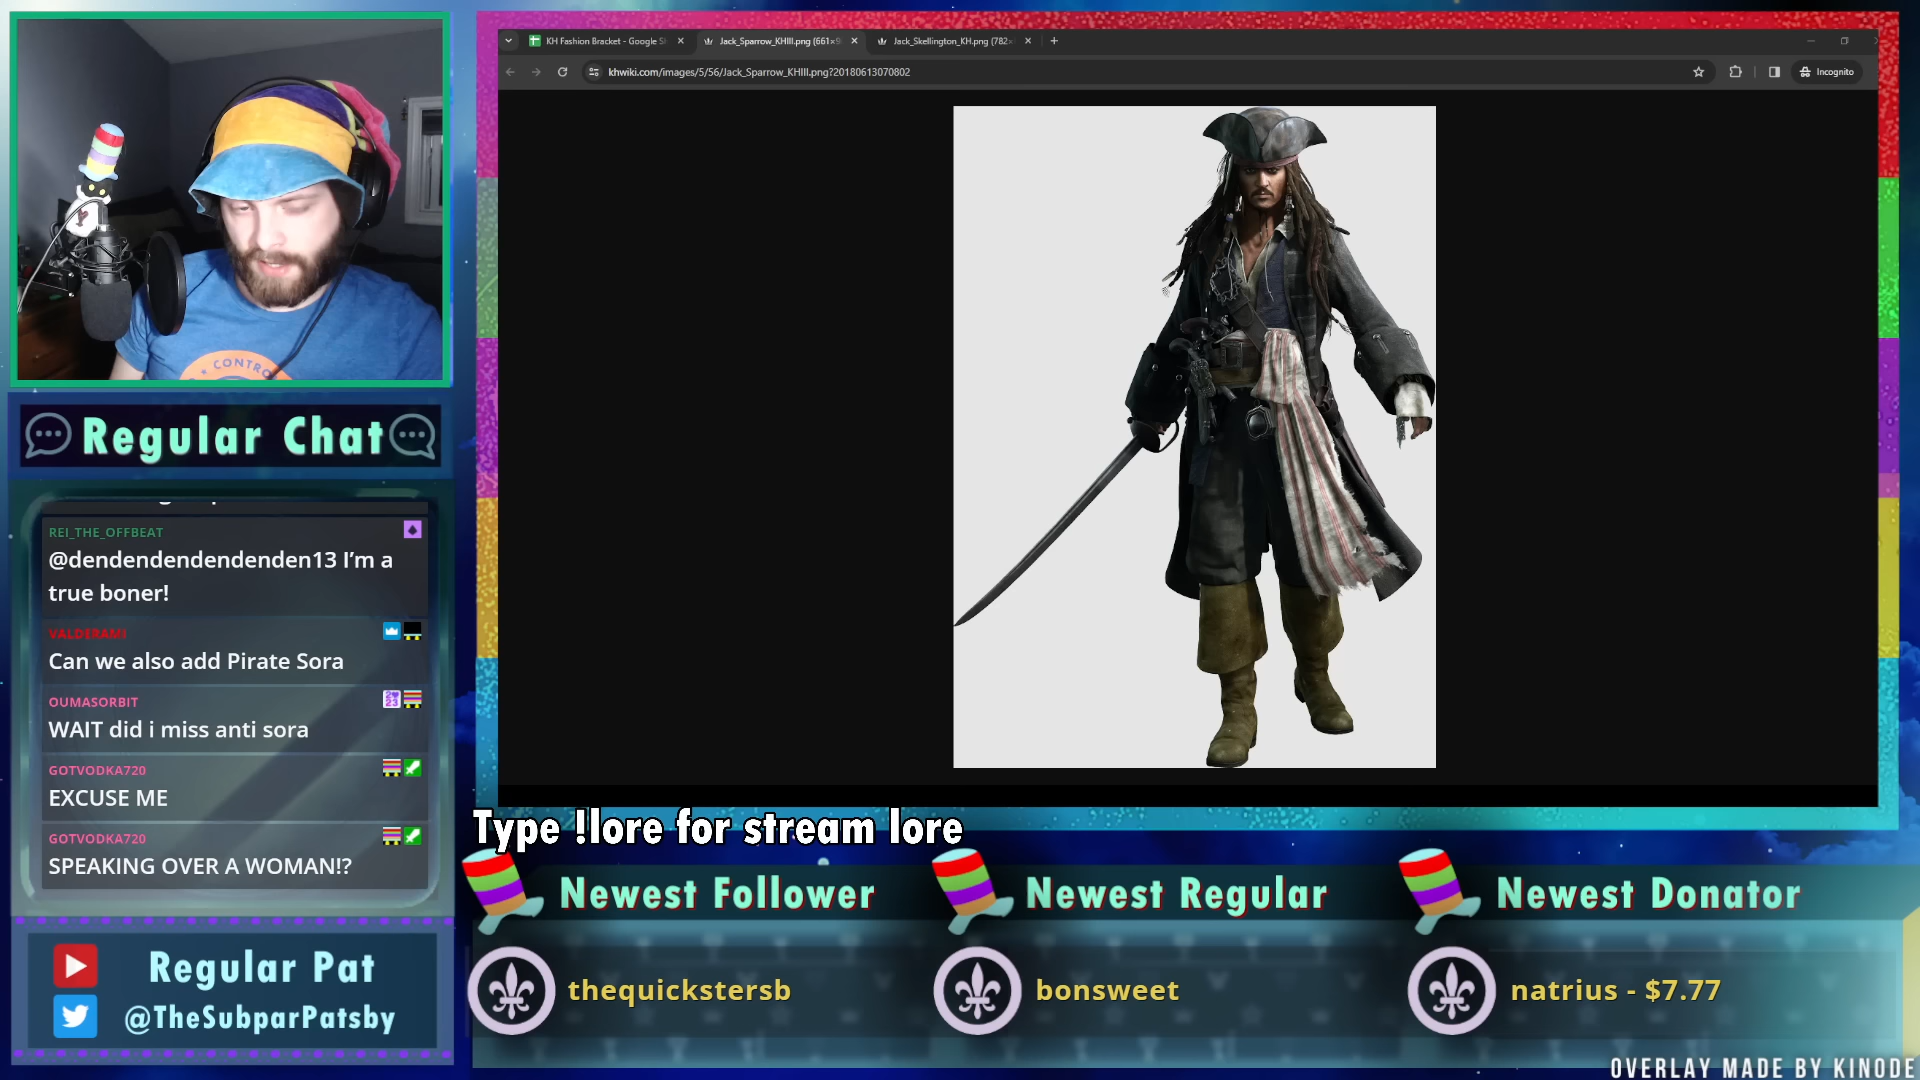 KH Fashion Bracket - Google S
Jack_Sparrow_KHIII.png (661×9
Jack_Skellington_KH.png (782×
khwiki.com/images/5/56/Jack_Sparrow_KHIII.png?20180613070802
Incognito
CONTRO
Regular Chat
REI_THE_OFFBEAT
@dendendendendenden13 I'm a
true boner!
VALDERAMI
Can we also add Pirate Sora
OUMASORBIT
WAIT did i miss anti sora
GOTVODKA720
EXCUSE ME
GOTVODKA720
SPEAKING OVER A WOMAN!?
Type !lore for stream lore
Newest Follower
Newest Regular
Newest Donator
thequickstersb
bonsweet
natrius - $7.77
Regular Pat
@TheSubparPatsby
OVERLAY MADE BY KINODE